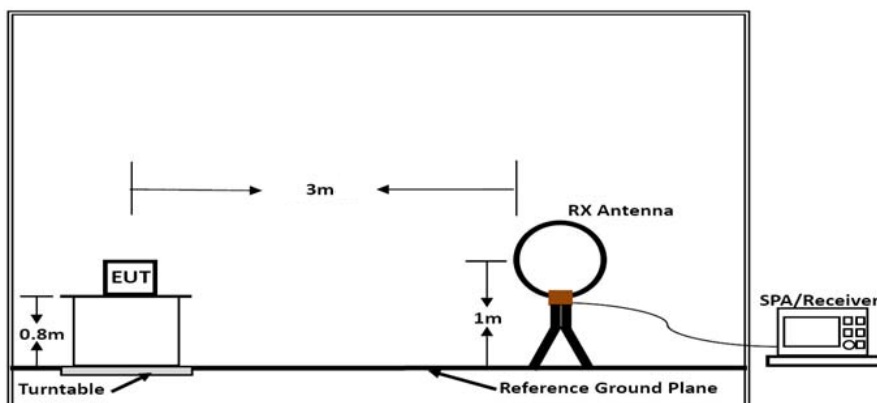 3m
RX Antenna
EUT
SPA/Receiver
0.8m
1m
Turntable
Reference Ground Plane